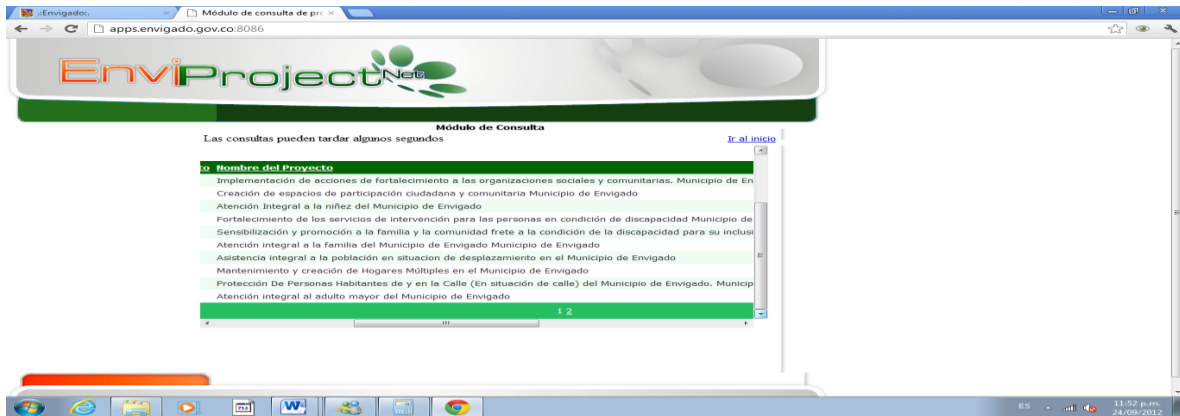 .:Envigado:.
Módulo de consulta de pro
apps.envigado.gov.co:8086
EnviProjectNet
Módulo de Consulta
Las consultas pueden tardar algunos segundos
Ir al inicio
to Nombre del Proyecto
Implementación de acciones de fortalecimiento a las organizaciones sociales y comunitarias. Municipio de En
Creación de espacios de participación ciudadana y comunitaria Municipio de Envigado
Atención Integral a la niñez del Municipio de Envigado
Fortalecimiento de los servicios de intervención para las personas en condición de discapacidad Municipio de
Sensibilización y promoción a la familia y la comunidad frete a la condición de la discapacidad para su inclusi
Atención integral a la familia del Municipio de Envigado Municipio de Envigado
Asistencia integral a la población en situacion de desplazamiento en el Municipio de Envigado
Mantenimiento y creación de Hogares Múltiples en el Municipio de Envigado
Protección De Personas Habitantes de y en la Calle (En situación de calle) del Municipio de Envigado. Municip
Atención integral al adulto mayor del Municipio de Envigado
1 2
ES
11:52 p.m.
24/09/2012